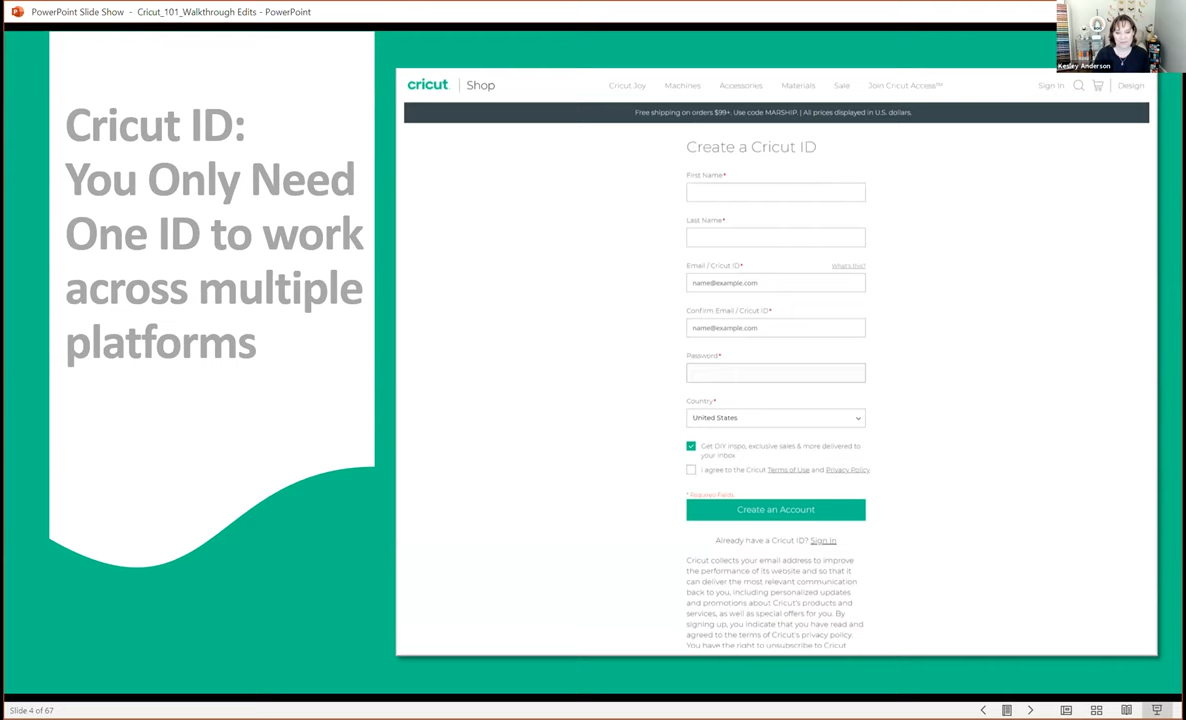 PowerPoint Slide Show - Cricut_101_Walkthrough Edits - PowerPoint
Kesley Anderson
Cricut ID:
You Only Need
One ID to work
across multiple
platforms
cricut Shop
Cricut Joy Machines Accessories Materials Sale Join Cricut Access™
Sign In Design
Free shipping on orders $99+. Use code MARSHIP. | All prices displayed in U.S. dollars.
Create a Cricut ID
First Name*
Last Name*
Email / Cricut ID* What's this?
name@example.com
Confirm Email / Cricut ID*
name@example.com
Password*
Country*
United States
Get DIY inspo, exclusive sales & more delivered to
your inbox
I agree to the Cricut Terms of Use and Privacy Policy
* Required Fields
Create an Account
Already have a Cricut ID? Sign In
Cricut collects your email address to improve
the performance of its website and so that it
can deliver the most relevant communication
back to you, including personalized updates
and promotions about Cricut's products and
services, as well as special offers for you. By
signing up, you indicate that you have read and
agreed to the terms of Cricut's privacy policy.
You have the right to unsubscribe to Cricut
Slide 4 of 67